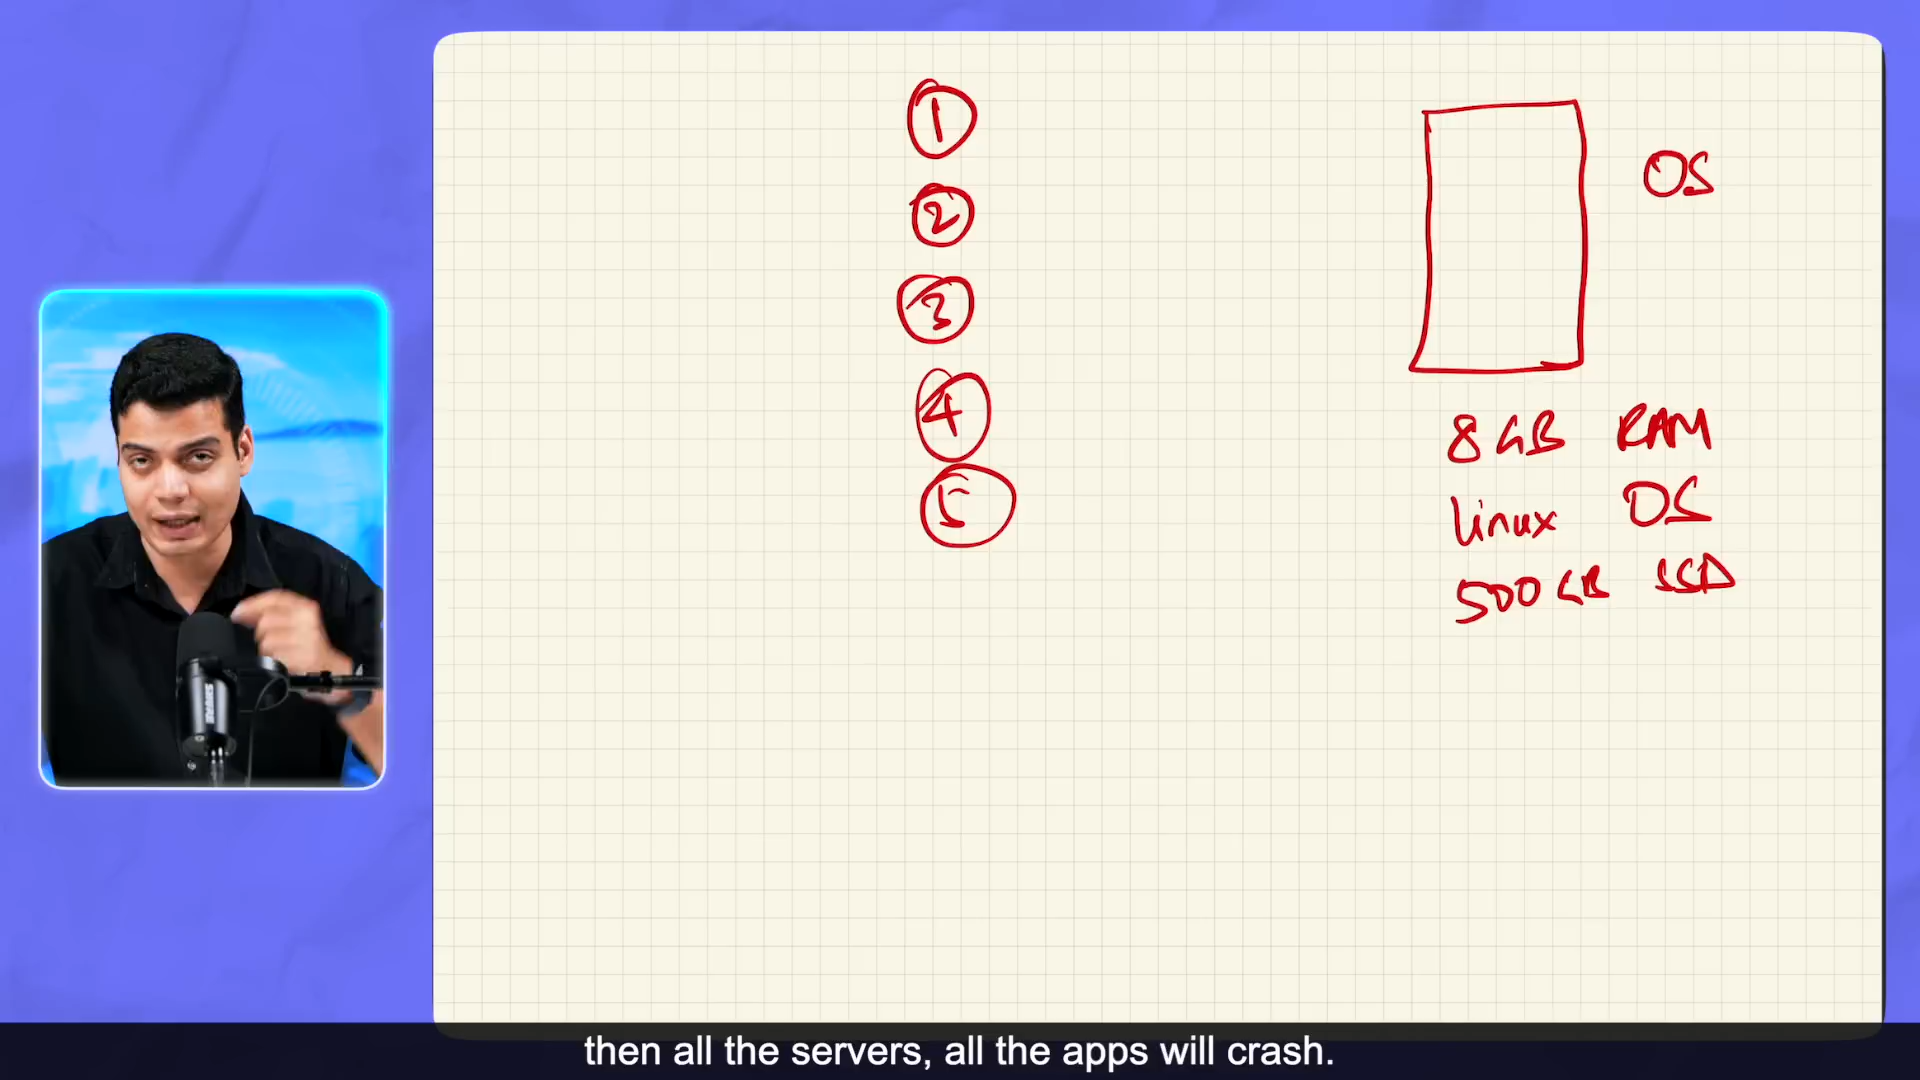 1
2
3
4
5
OS
8 GB RAM
Linux OS
500 GB SSD
SHURE
then all the servers, all the apps will crash.